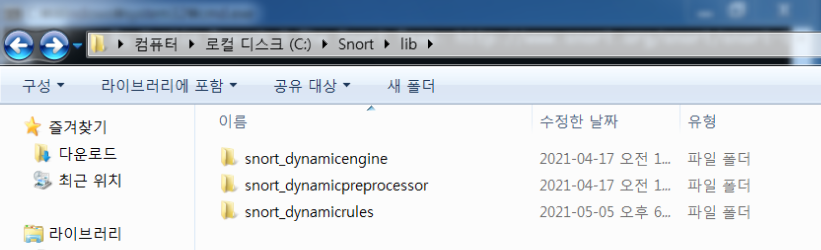 컴퓨터 ▸ 로컬 디스크 (C:) ▸ Snort ▸ lib ▸
구성 ▾ 라이브러리에 포함 ▾ 공유 대상 ▾ 새 폴더
즐겨찾기
다운로드
최근 위치
라이브러리
이름 수정한 날짜 유형
snort_dynamicengine 2021-04-17 오전 1... 파일 폴더
snort_dynamicpreprocessor 2021-04-17 오전 1... 파일 폴더
snort_dynamicrules 2021-05-05 오후 6... 파일 폴더